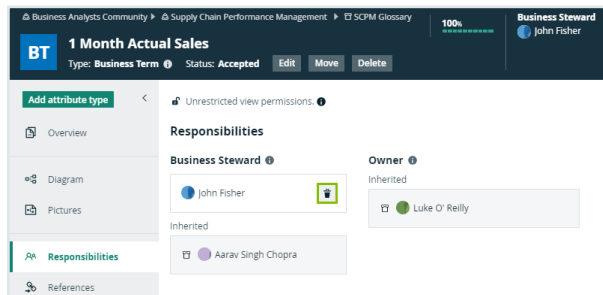 Business Analysts Community Supply Chain Performance Management SCPM Glossary
100%
Business Steward
John Fisher
BT
1 Month Actual Sales
Type: Business Term Status: Accepted Edit Move Delete
Add attribute type
Unrestricted view permissions.
Overview
Responsibilities
Business Steward
Owner
Diagram
John Fisher
Inherited
Pictures
Luke O' Reilly
Inherited
Responsibilities
Aarav Singh Chopra
References